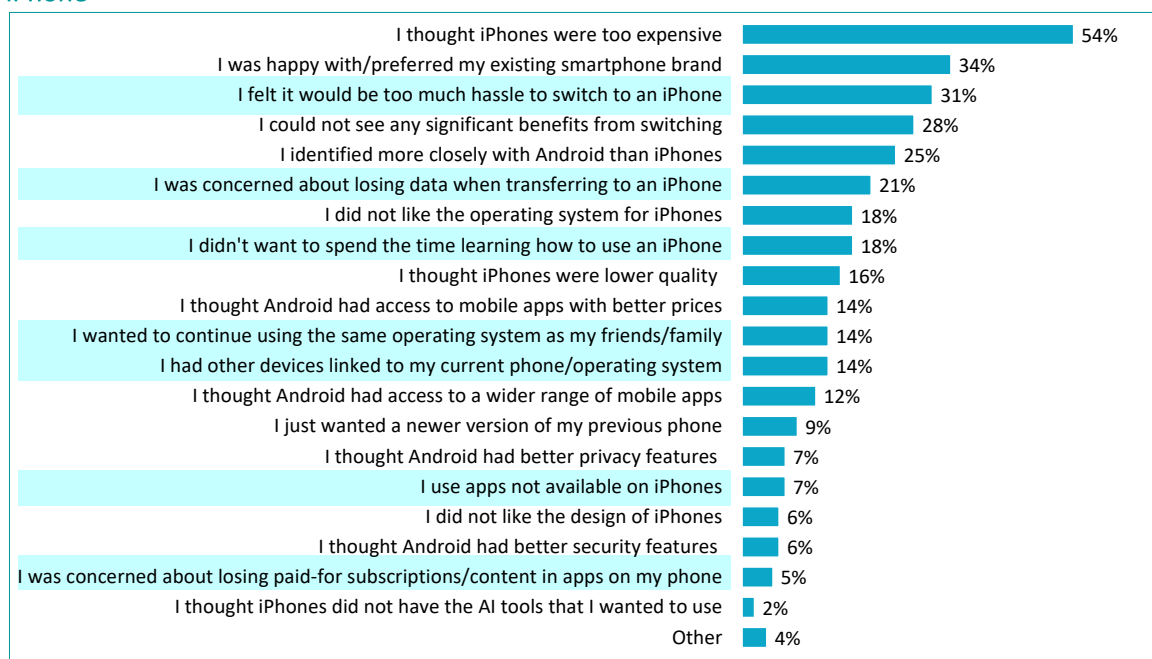 iPhone
I thought iPhones were too expensive 54%
I was happy with/preferred my existing smartphone brand 34%
I felt it would be too much hassle to switch to an iPhone 31%
I could not see any significant benefits from switching 28%
I identified more closely with Android than iPhones 25%
I was concerned about losing data when transferring to an iPhone 21%
I did not like the operating system for iPhones 18%
I didn't want to spend the time learning how to use an iPhone 18%
I thought iPhones were lower quality 16%
I thought Android had access to mobile apps with better prices 14%
I wanted to continue using the same operating system as my friends/family 14%
I had other devices linked to my current phone/operating system 14%
I thought Android had access to a wider range of mobile apps 12%
I just wanted a newer version of my previous phone 9%
I thought Android had better privacy features 7%
I use apps not available on iPhones 7%
I did not like the design of iPhones 6%
I thought Android had better security features 6%
I was concerned about losing paid-for subscriptions/content in apps on my phone 5%
I thought iPhones did not have the AI tools that I wanted to use 2%
Other 4%